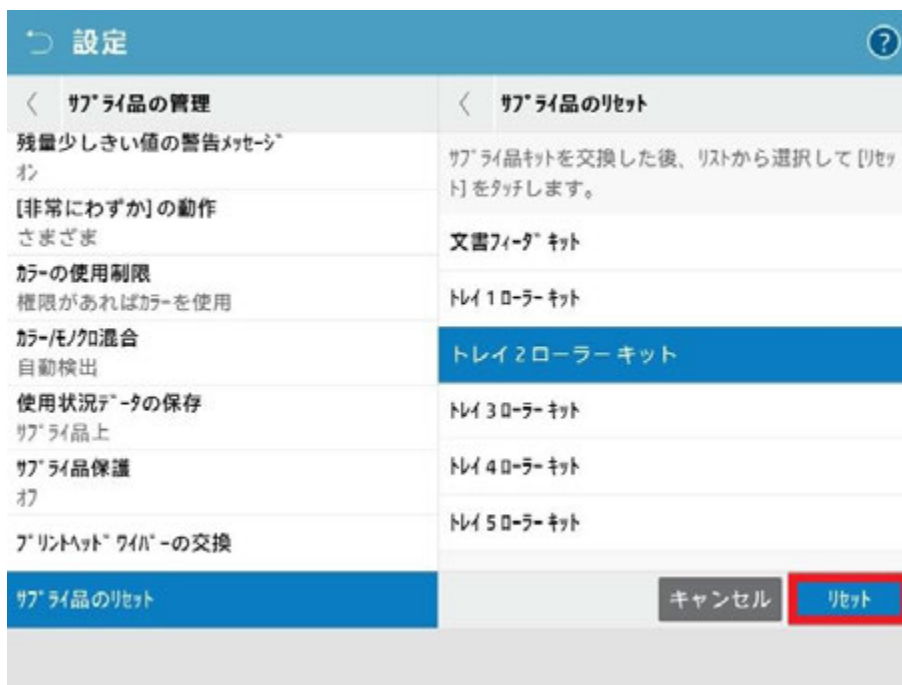 設定
?
サプライ品の管理
残量少しきい値の警告メッセージ
オン
[非常にわずか] の動作
さまざま
カラーの使用制限
権限があればカラーを使用
カラー/モノクロ混合
自動検出
使用状況データの保存
サプライ品上
サプライ品保護
オフ
プリントヘッド ワイパーの交換
サプライ品のリセット
サプライ品のリセット
サプライ品キットを交換した後、リストから選択して [リセッ
ト] をタッチします。
文書フィーダ キット
トレイ 1 ローラー キット
トレイ 2 ローラー キット
トレイ 3 ローラー キット
トレイ 4 ローラー キット
トレイ 5 ローラー キット
キャンセル
リセット